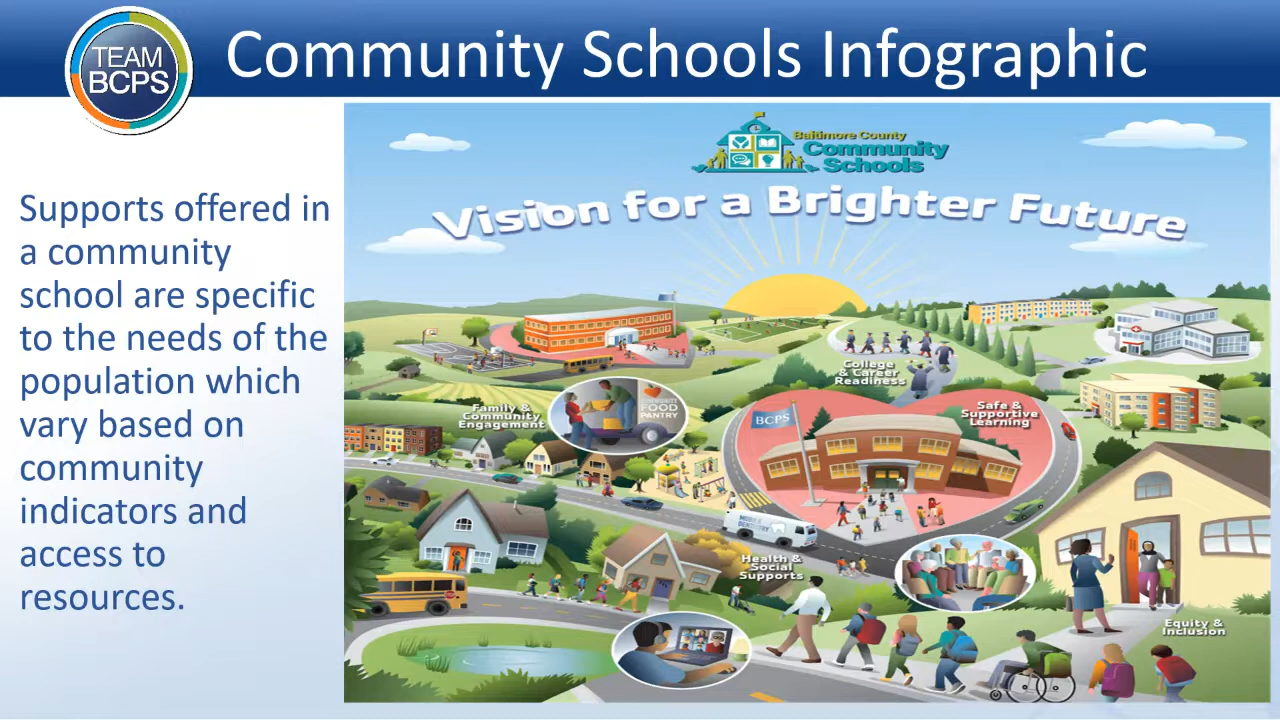 TEAM
BCPS
Community Schools Infographic
Supports offered in
a community
school are specific
to the needs of the
population which
vary based on
community
indicators and
access to
resources.
Baltimore County
Community
Schools
Vision for a Brighter Future
College
& Career
Readiness
Family &
Community
Engagement
COMMUNITY
FOOD
PANTRY
BCPS
Safe &
Supportive
Learning
MOBILE
DENTISTRY
Health &
Social
Supports
Equity &
Inclusion